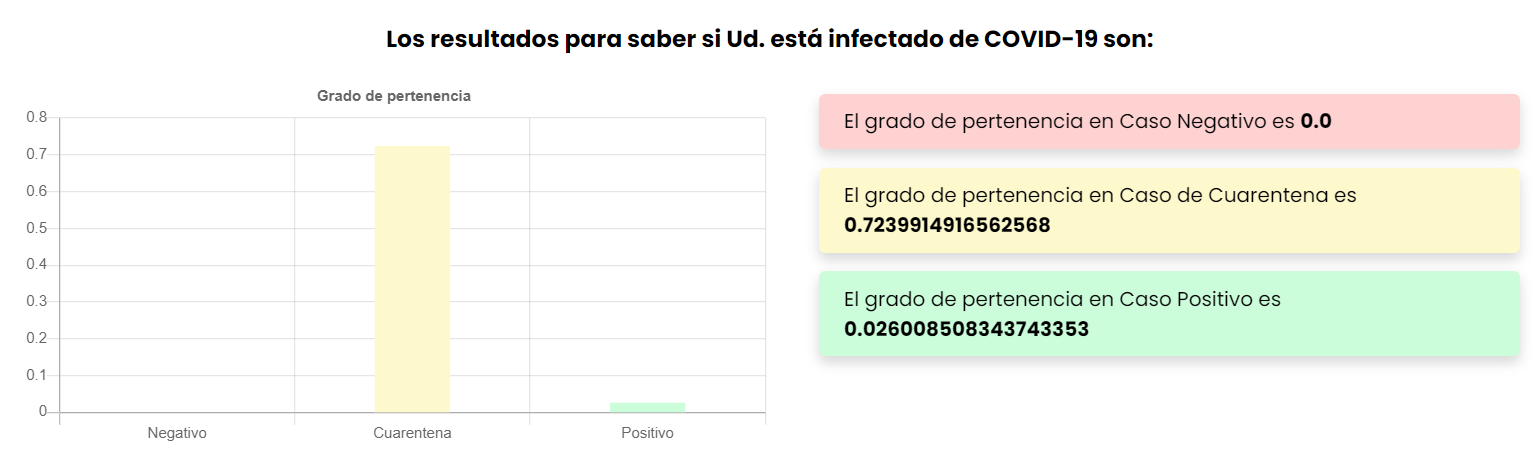 Los resultados para saber si Ud. está infectado de COVID-19 son:
Grado de pertenencia
0.8
0.7
0.6
0.5
0.4
0.3
0.2
0.1
0
Negativo
Cuarentena
Positivo
El grado de pertenencia en Caso Negativo es 0.0
El grado de pertenencia en Caso de Cuarentena es
0.7239914916562568
El grado de pertenencia en Caso Positivo es
0.026008508343743353